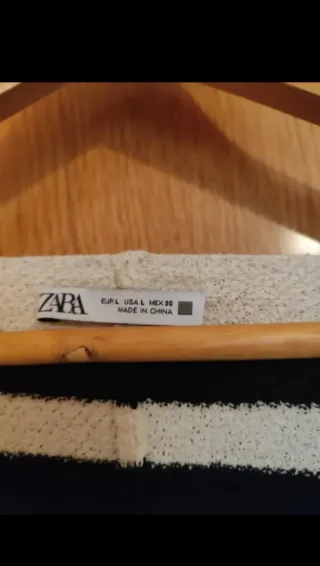 ZARA
EUR L USA L MEX 30
MADE IN CHINA